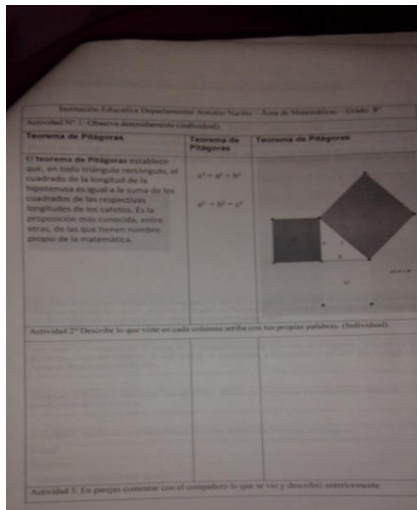 Institución Educativa Departamental Antonio Nariño – Área de Matemáticas – Grado: 8°
Actividad N° 1: Observa detenidamente (individual).
Teorema de Pitágoras
Teorema de
Pitágoras
Teorema de Pitágoras
El teorema de Pitágoras establece
que, en todo triángulo rectángulo, el
cuadrado de la longitud de la
hipotenusa es igual a la suma de los
cuadrados de las respectivas
longitudes de los catetos. Es la
proposición más conocida, entre
otras, de las que tienen nombre
propio de la matemática.
a² + b² = c²
Actividad 2° Describe lo que viste en cada columna arriba con tus propias palabras. (Individual).
Actividad 3: En parejas comentar con el compañero lo que se vio y describió anteriormente.